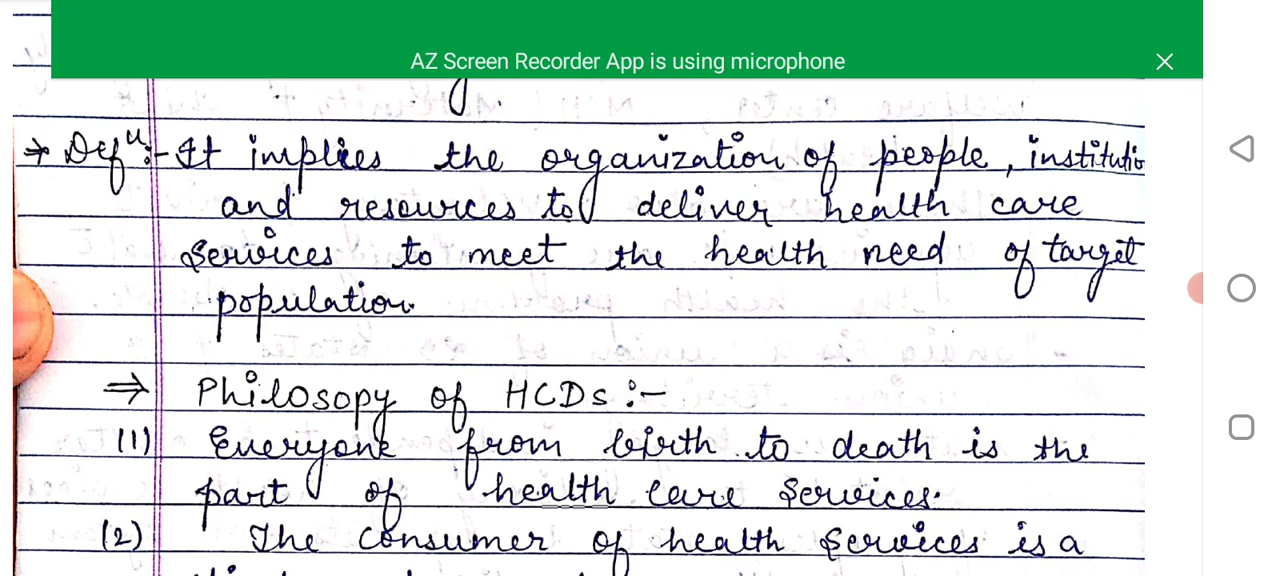 AZ Screen Recorder App is using microphone
→ Defⁿ:- It implies the organization of people, institutio
and resources to deliver health care
services to meet the health need of target
population.
⇒ Philosopy of HCDs:-
(1) Everyone from birth to death is the
part of health care services.
(2) The consumer of health services is a